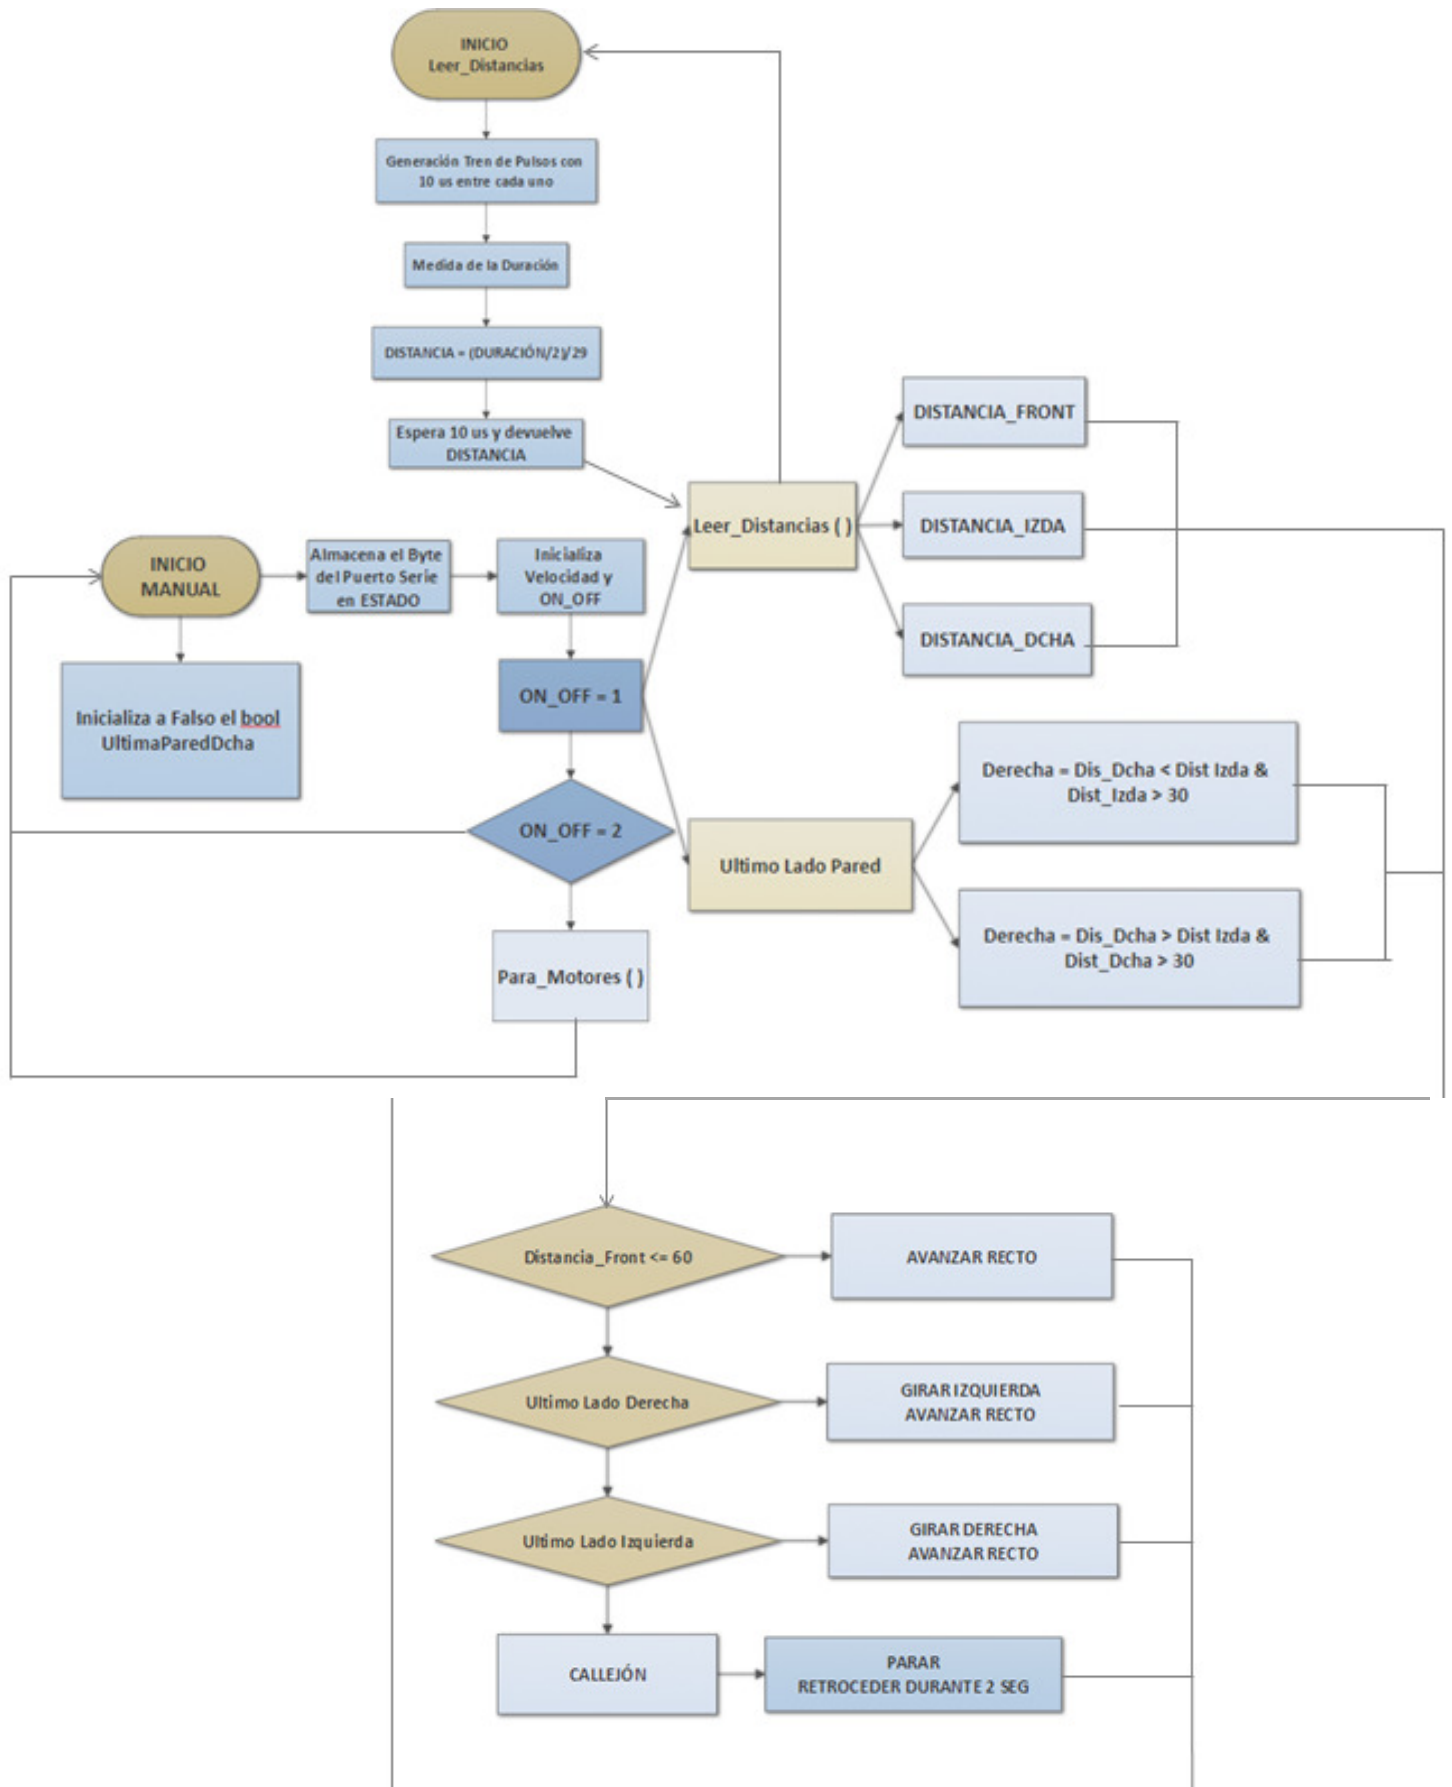 INICIO
Leer_Distancias
Generación Tren de Pulsos con
10 us entre cada uno
Medida de la Duración
DISTANCIA = (DURACIÓN/2)/29
Espera 10 us y devuelve
DISTANCIA
INICIO
MANUAL
Almacena el Byte
del Puerto Serie
en ESTADO
Inicializa
Velocidad y
ON_OFF
Inicializa a Falso el bool
UltimaParedDcha
ON_OFF = 1
ON_OFF = 2
Para_Motores ( )
Leer_Distancias ( )
DISTANCIA_FRONT
DISTANCIA_IZDA
DISTANCIA_DCHA
Ultimo Lado Pared
Derecha = Dis_Dcha < Dist Izda &
Dist_Izda > 30
Derecha = Dis_Dcha > Dist Izda &
Dist_Dcha > 30
Distancia_Front <= 60
AVANZAR RECTO
Ultimo Lado Derecha
GIRAR IZQUIERDA
AVANZAR RECTO
Ultimo Lado Izquierda
GIRAR DERECHA
AVANZAR RECTO
CALLEJÓN
PARAR
RETROCEDER DURANTE 2 SEG